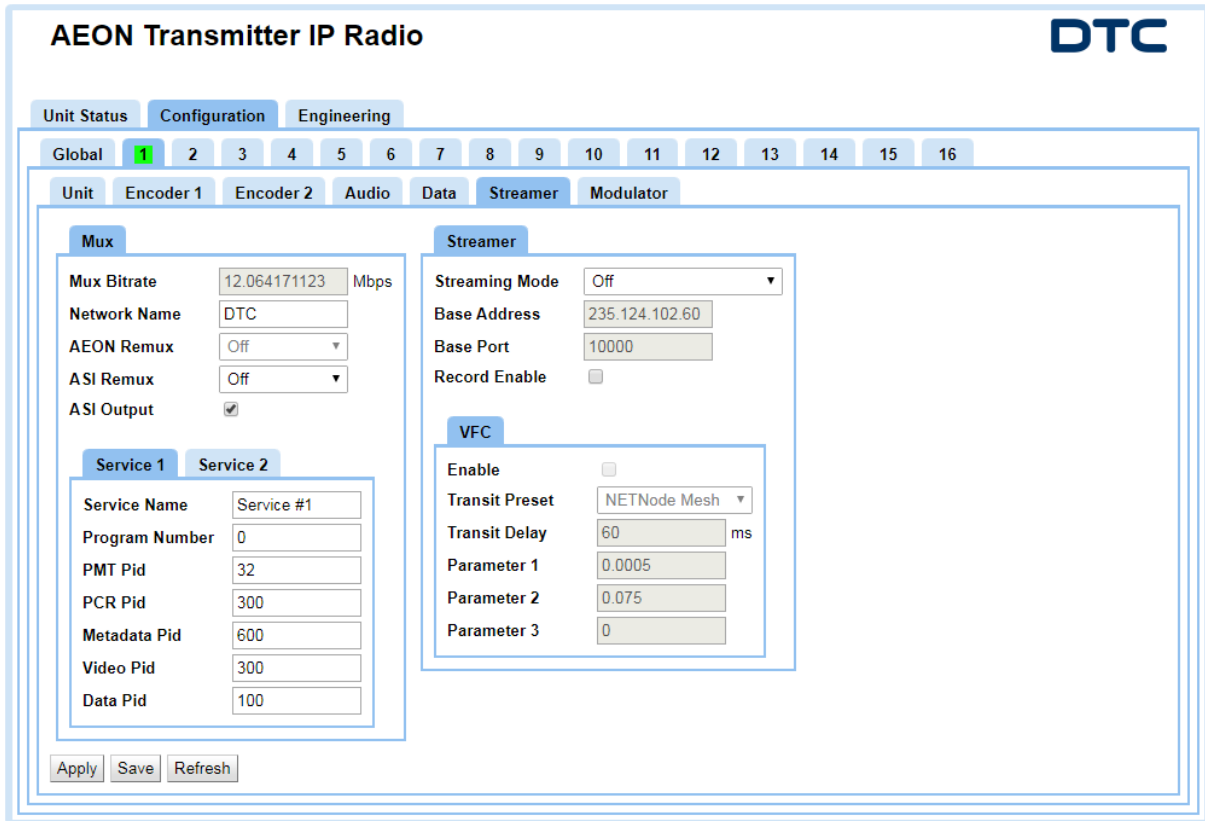 AEON Transmitter IP Radio
DTC
Unit Status Configuration Engineering
Global 1 2 3 4 5 6 7 8 9 10 11 12 13 14 15 16
Unit Encoder 1 Encoder 2 Audio Data Streamer Modulator
Mux
Mux Bitrate 12.064171123 Mbps
Network Name DTC
AEON Remux Off
ASI Remux Off
ASI Output
Service 1 Service 2
Service Name Service #1
Program Number 0
PMT Pid 32
PCR Pid 300
Metadata Pid 600
Video Pid 300
Data Pid 100
Streamer
Streaming Mode Off
Base Address 235.124.102.60
Base Port 10000
Record Enable
VFC
Enable
Transit Preset NETNode Mesh
Transit Delay 60 ms
Parameter 1 0.0005
Parameter 2 0.075
Parameter 3 0
Apply Save Refresh